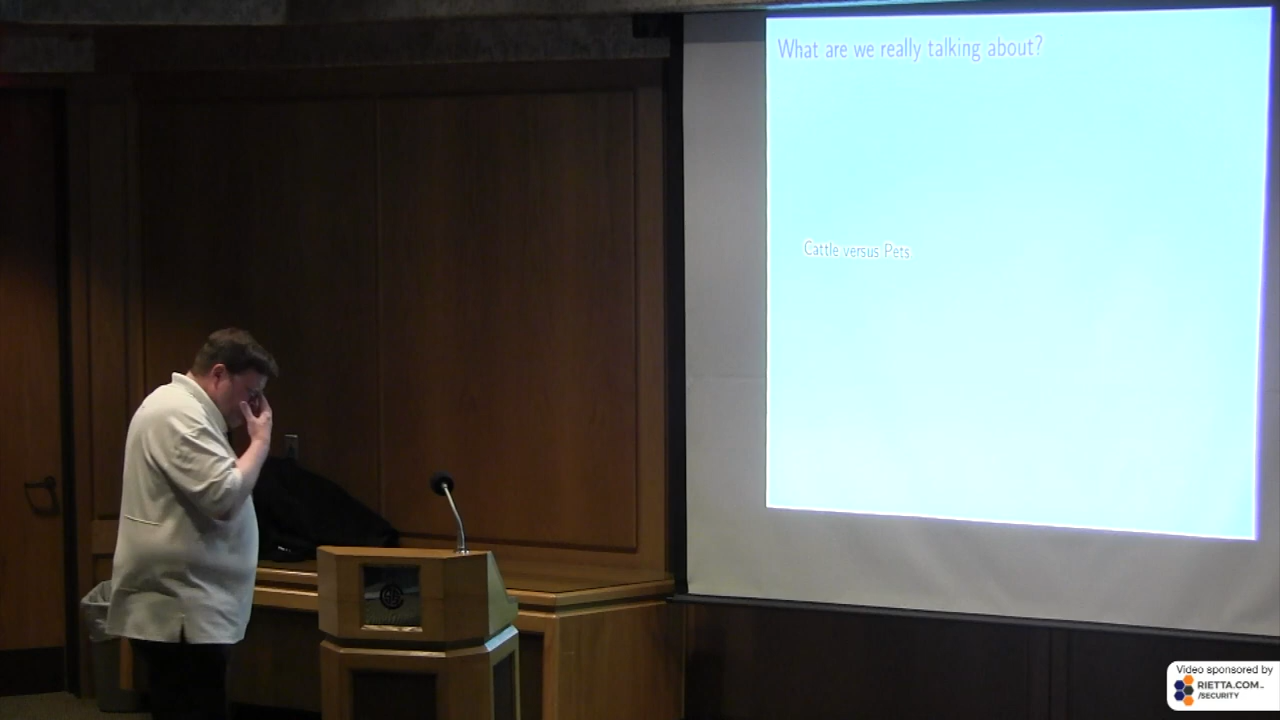 What are we really talking about?
Cattle versus Pets.
Video sponsored by
RIETTA.COM
/SECURITY